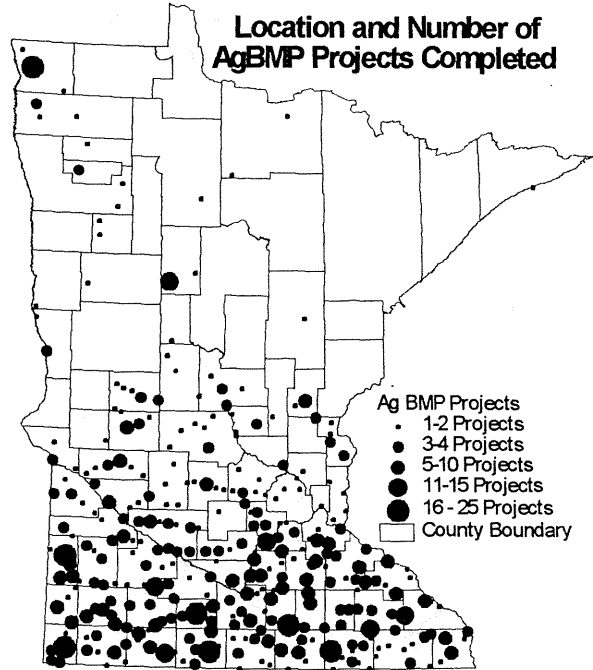 Location and Number of
AgBMP Projects Completed
Ag BMP Projects
1-2 Projects
3-4 Projects
5-10 Projects
11-15 Projects
16 - 25 Projects
County Boundary